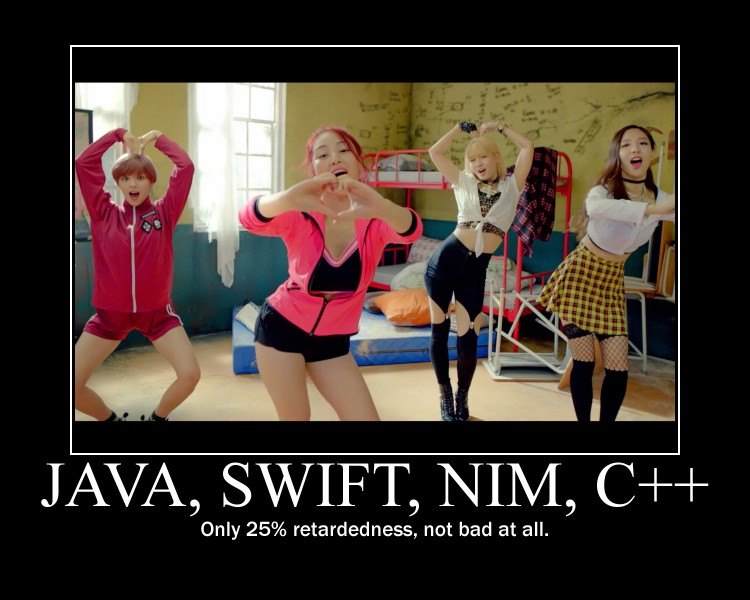 JAVA, SWIFT, NIM, C++
Only 25% retardedness, not bad at all.